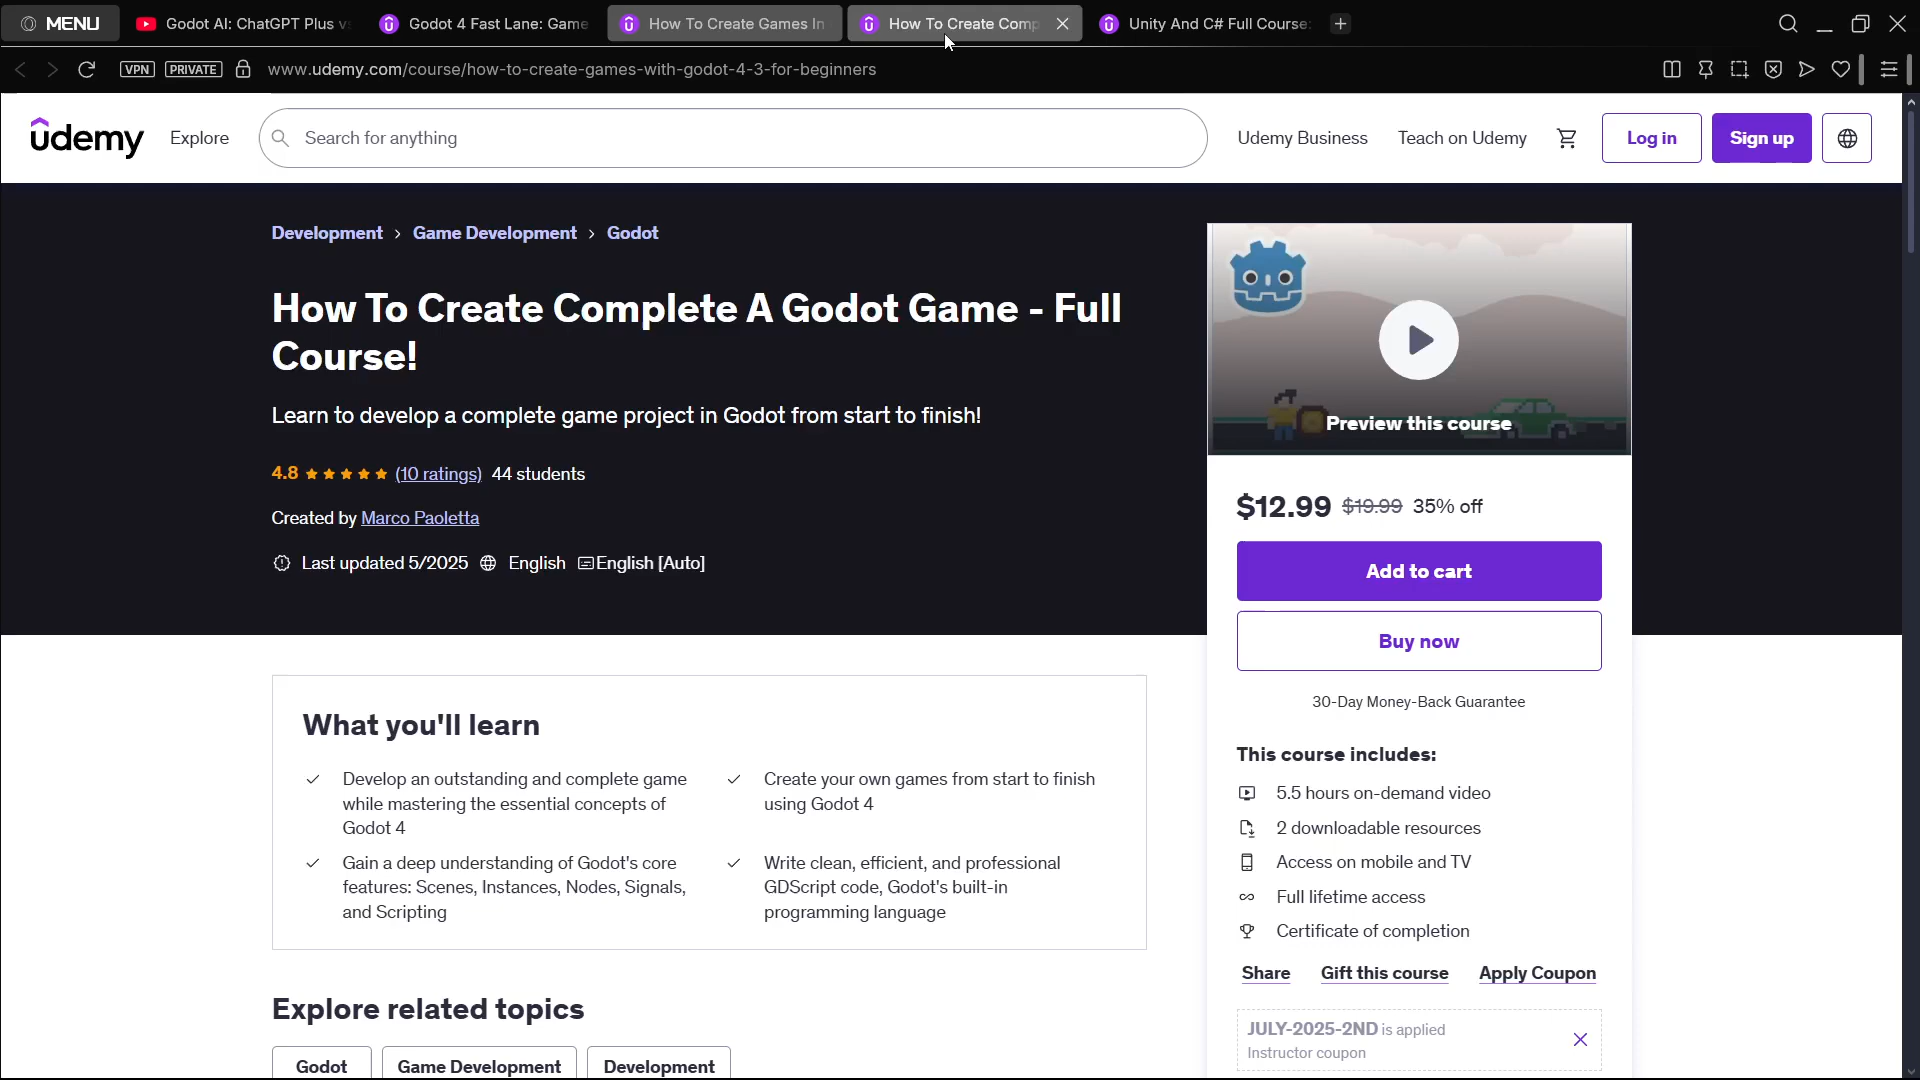 MENU
Godot AI: ChatGPT Plus vs
Godot 4 Fast Lane: Game
How To Create Games In
How To Create Comp
Unity And C# Full Course:
VPN
PRIVATE
www.udemy.com/course/how-to-create-games-with-godot-4-3-for-beginners
udemy
Explore
Search for anything
Udemy Business
Teach on Udemy
Log in
Sign up
Development > Game Development > Godot
How To Create Complete A Godot Game - Full
Course!
Learn to develop a complete game project in Godot from start to finish!
4.8 (10 ratings) 44 students
Created by Marco Paoletta
Last updated 5/2025 English English [Auto]
Preview this course
$12.99 $19.99 35% off
Add to cart
Buy now
30-Day Money-Back Guarantee
This course includes:
5.5 hours on-demand video
2 downloadable resources
Access on mobile and TV
Full lifetime access
Certificate of completion
Share
Gift this course
Apply Coupon
JULY-2025-2ND is applied
Instructor coupon
What you'll learn
Develop an outstanding and complete game
while mastering the essential concepts of
Godot 4
Create your own games from start to finish
using Godot 4
Gain a deep understanding of Godot's core
features: Scenes, Instances, Nodes, Signals,
and Scripting
Write clean, efficient, and professional
GDScript code, Godot's built-in
programming language
Explore related topics
Godot
Game Development
Development